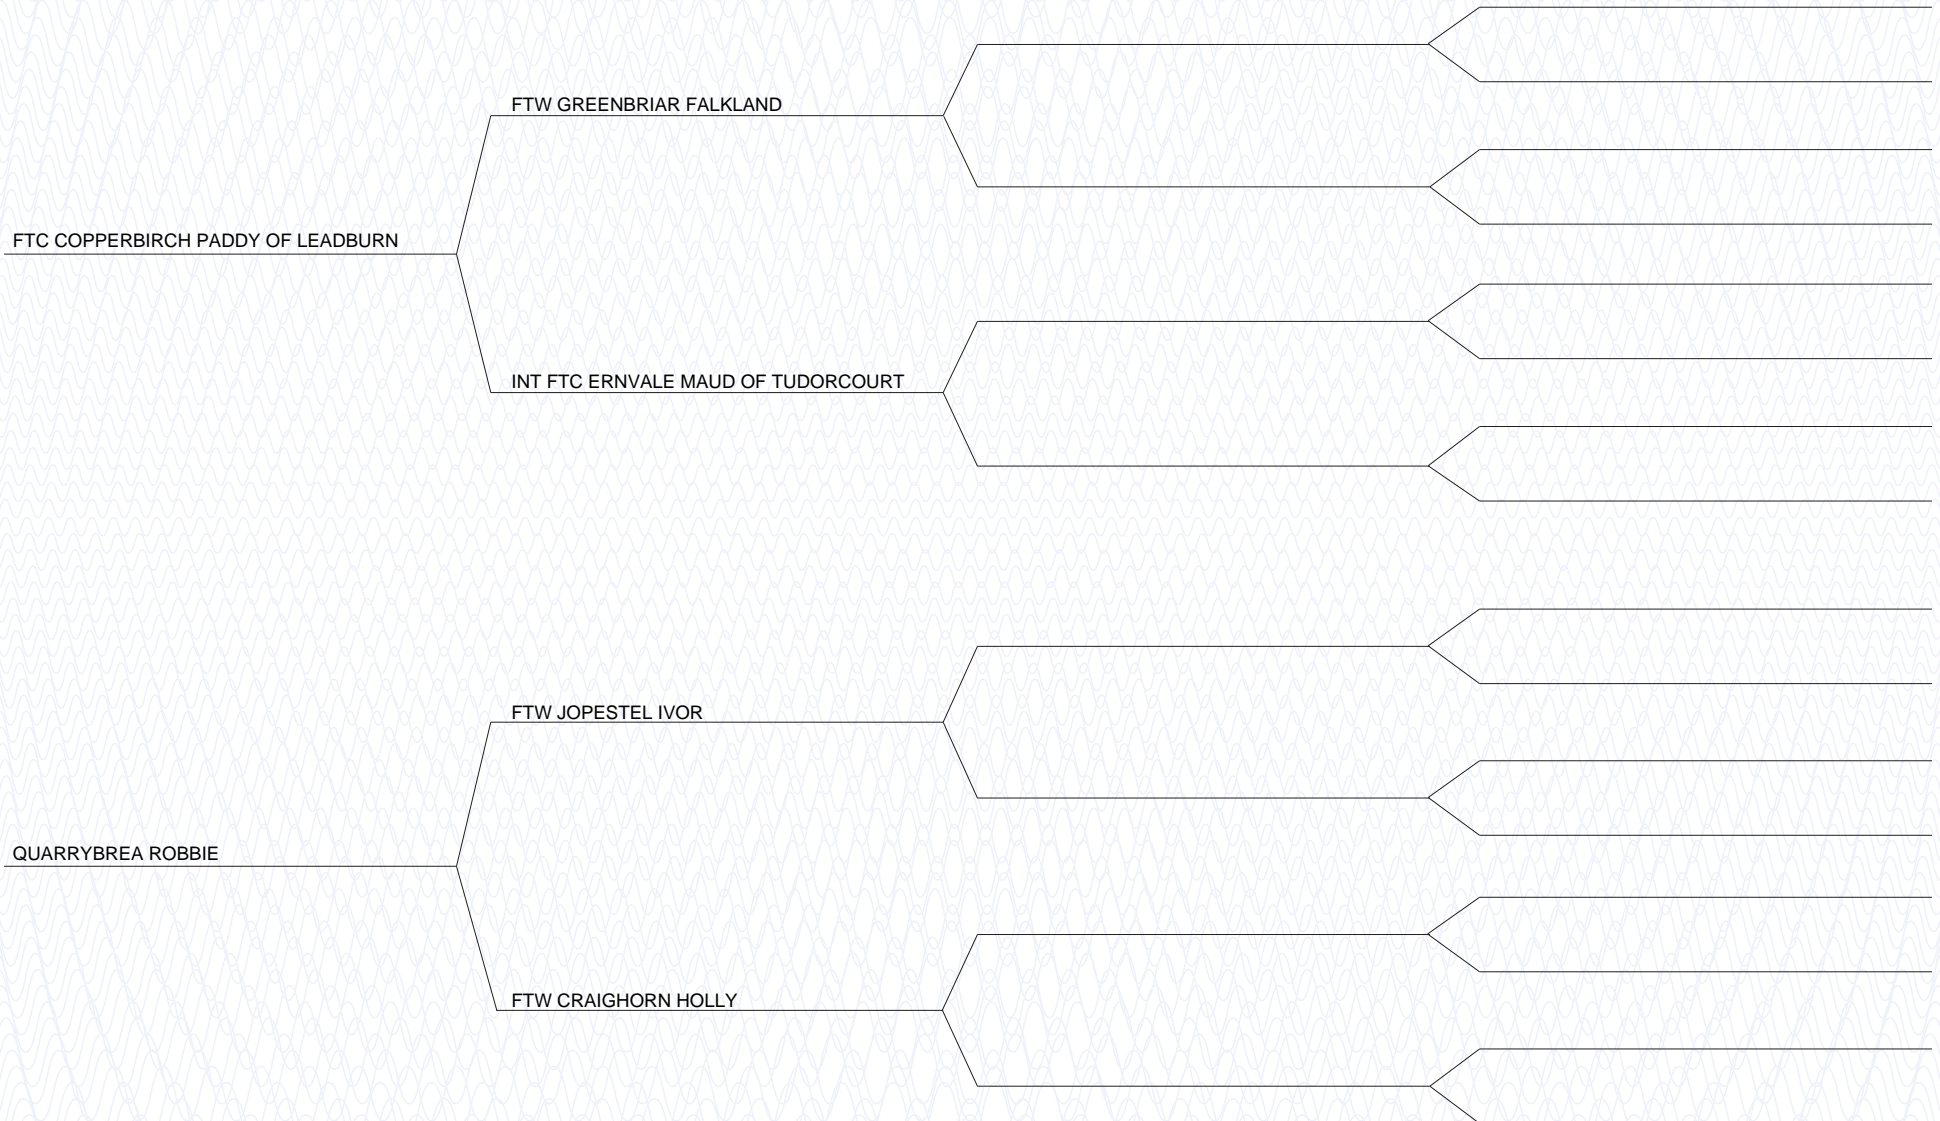 FTW GREENBRIAR FALKLAND
FTC COPPERBIRCH PADDY OF LEADBURN
INT FTC ERNVALE MAUD OF TUDORCOURT
FTW JOPESTEL IVOR
QUARRYBREA ROBBIE
FTW CRAIGHORN HOLLY